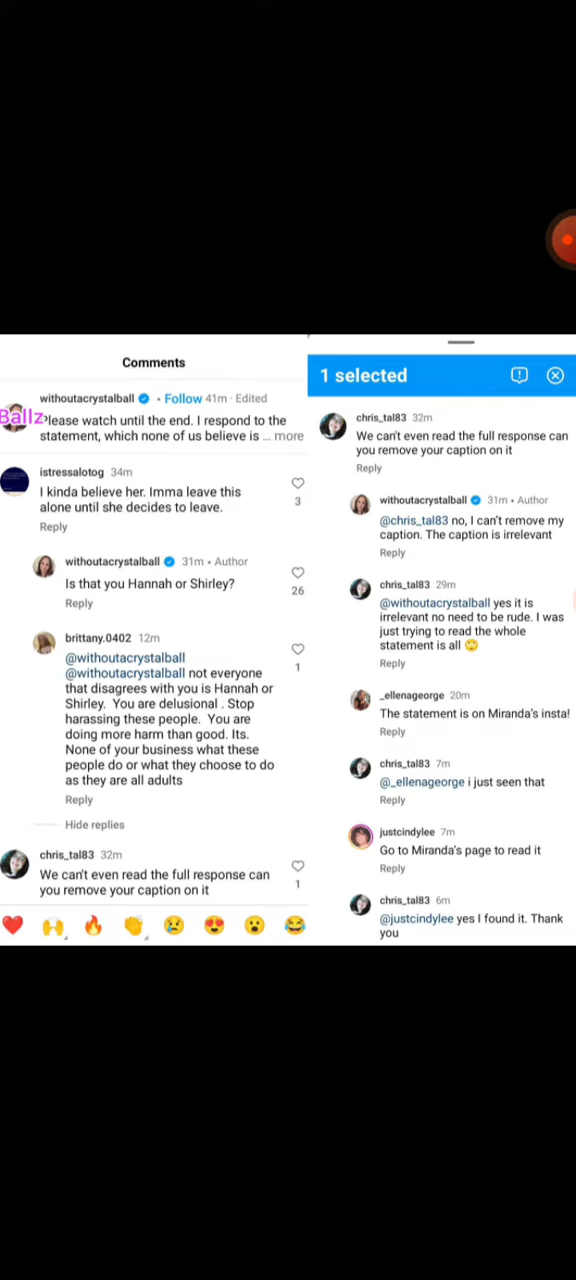 Comments
withoutacrystalball • Follow 41m · Edited
Ballz
Please watch until the end. I respond to the
statement, which none of us believe is ... more
istressalotog 34m
I kinda believe her. Imma leave this
alone until she decides to leave.
3
Reply
withoutacrystalball 31m • Author
Is that you Hannah or Shirley?
26
Reply
brittany.0402 12m
@withoutacrystalball
@withoutacrystalball not everyone
that disagrees with you is Hannah or
Shirley. You are delusional . Stop
harassing these people. You are
doing more harm than good. Its.
None of your business what these
people do or what they choose to do
as they are all adults
1
Reply
Hide replies
chris_tal83 32m
We can't even read the full response can
you remove your caption on it
1
1 selected
chris_tal83 32m
We can't even read the full response can
you remove your caption on it
Reply
withoutacrystalball 31m • Author
@chris_tal83 no, I can't remove my
caption. The caption is irrelevant
Reply
chris_tal83 29m
@withoutacrystalball yes it is
irrelevant no need to be rude. I was
just trying to read the whole
statement is all 🙄
Reply
_ellenageorge 20m
The statement is on Miranda's insta!
Reply
chris_tal83 7m
@_ellenageorge i just seen that
Reply
justcindylee 7m
Go to Miranda's page to read it
Reply
chris_tal83 6m
@justcindylee yes I found it. Thank
you